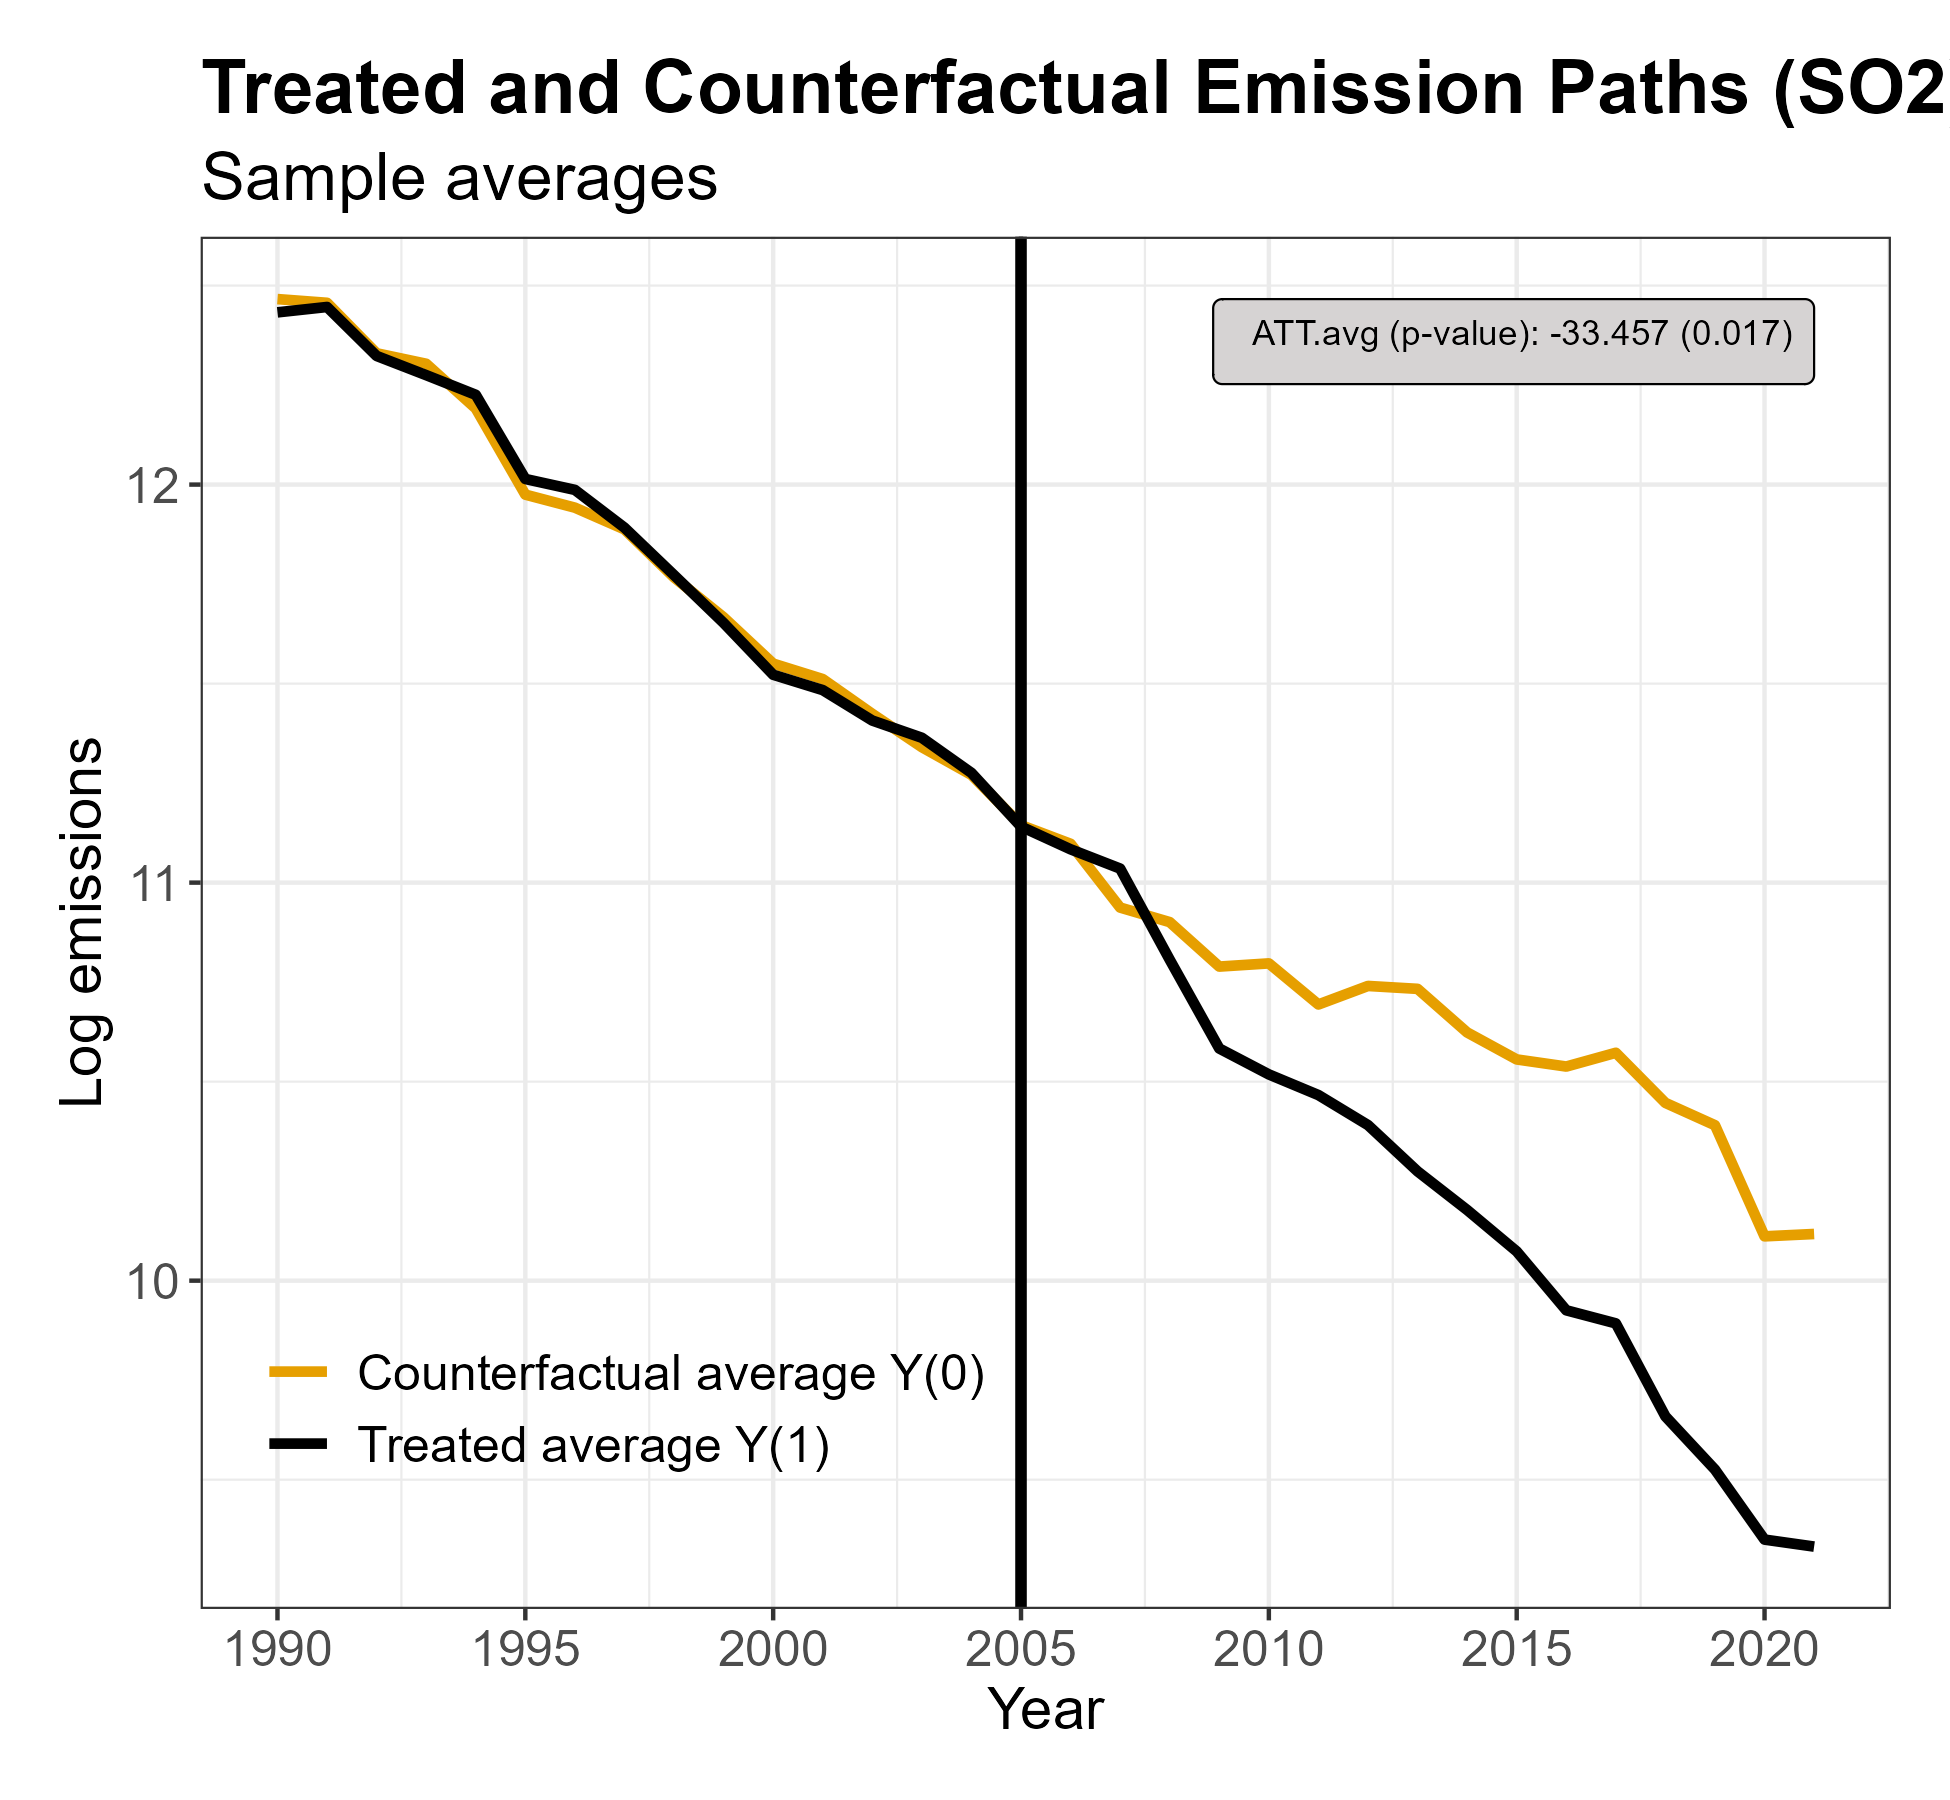 Treated and Counterfactual Emission Paths (SO2
Sample averages
ATT.avg (p-value): -33.457 (0.017)
12
11
10
Log emissions
Counterfactual average Y(0)
Treated average Y(1)
1990 1995 2000 2005 2010 2015 2020
Year